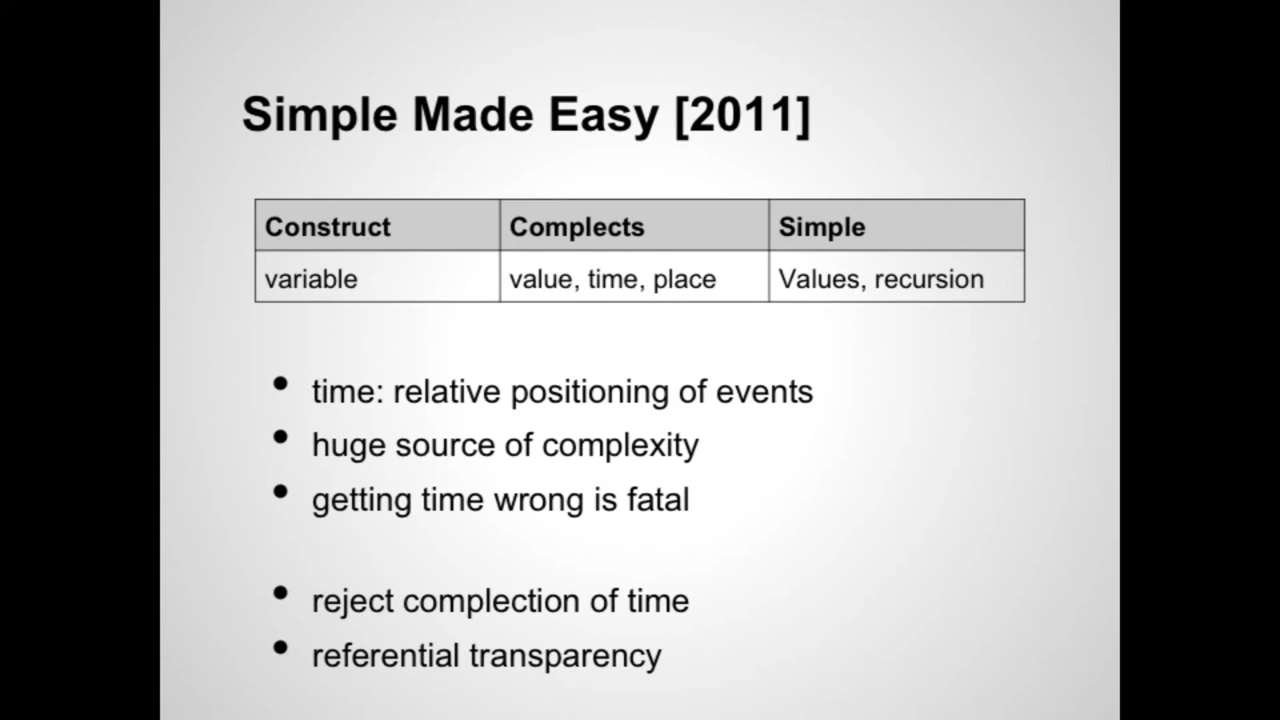 Simple Made Easy [2011]
Construct Complects Simple
variable value, time, place Values, recursion
• time: relative positioning of events
• huge source of complexity
• getting time wrong is fatal
• reject complection of time
• referential transparency